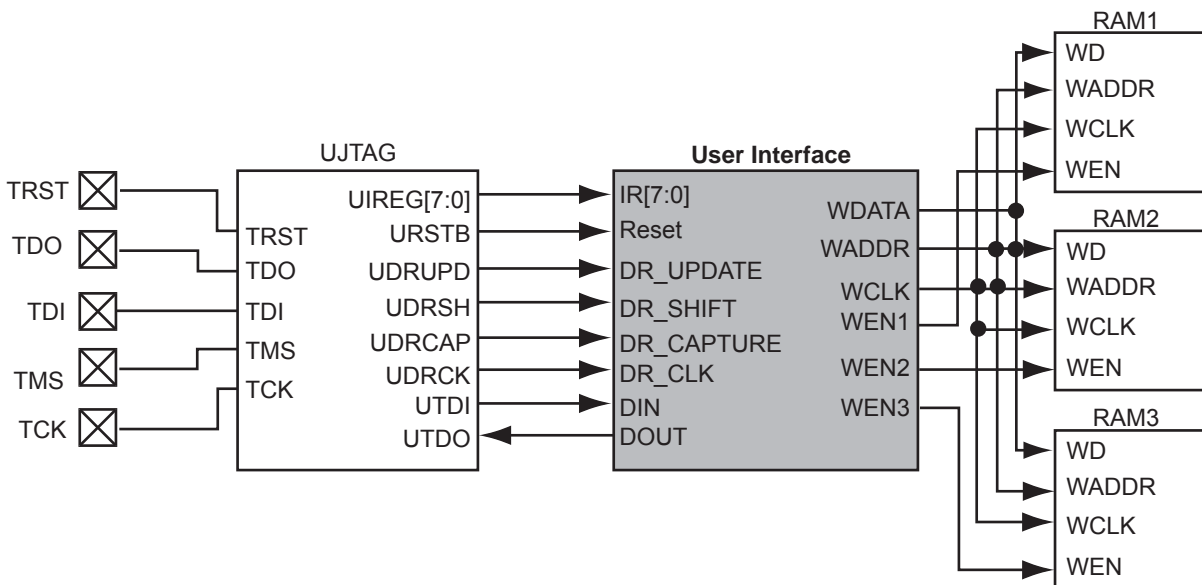 TRST
TDO
TDI
TMS
TCK
UJTAG
TRST
TDO
TDI
TMS
TCK
UIREG[7:0]
URSTB
UDRUPD
UDRSH
UDRCAP
UDRCK
UTDI
UTDO
User Interface
IR[7:0]
Reset
DR_UPDATE
DR_SHIFT
DR_CAPTURE
DR_CLK
DIN
DOUT
WDATA
WADDR
WCLK
WEN1
WEN2
WEN3
RAM1
WD
WADDR
WCLK
WEN
RAM2
WD
WADDR
WCLK
WEN
RAM3
WD
WADDR
WCLK
WEN